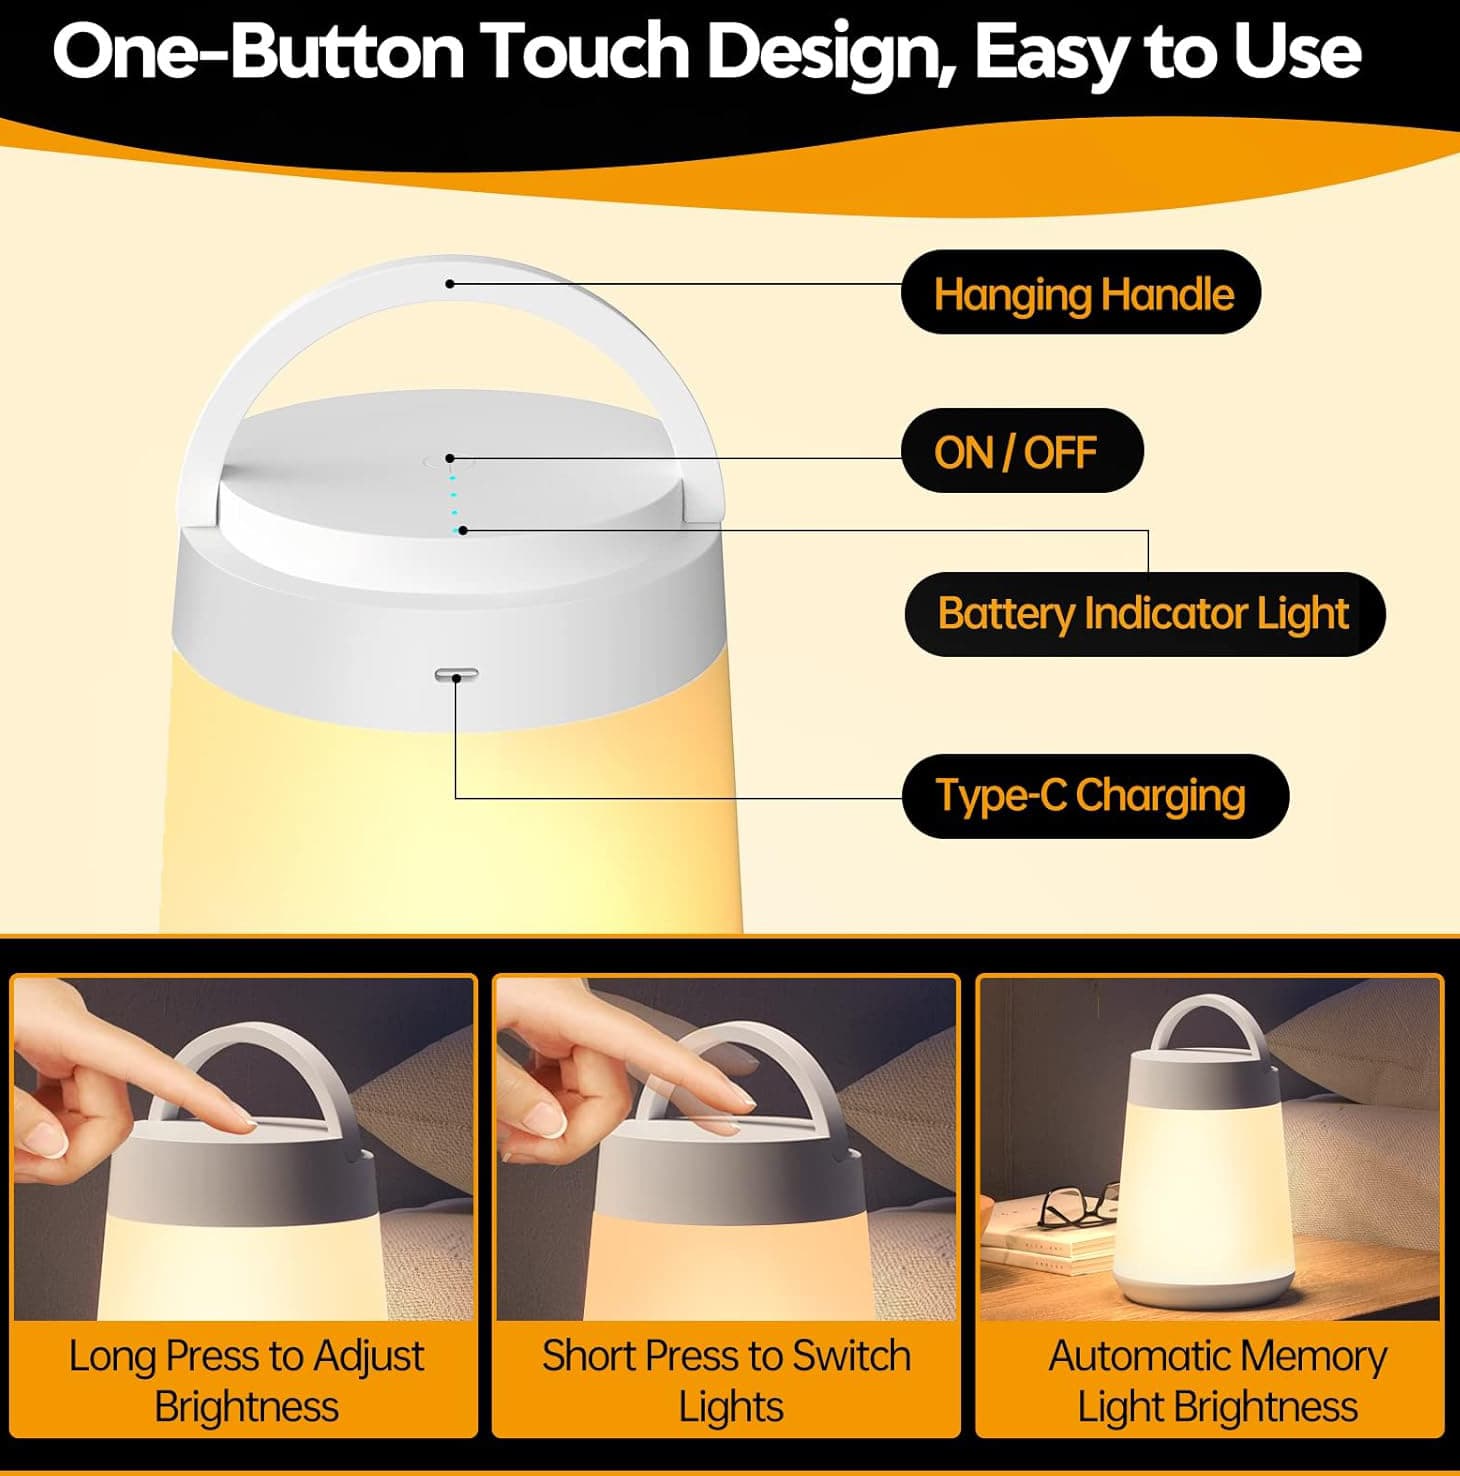 One-Button Touch Design, Easy to Use
Hanging Handle
ON / OFF
Battery Indicator Light
Type-C Charging
Long Press to Adjust
Brightness
Short Press to Switch
Lights
Automatic Memory
Light Brightness